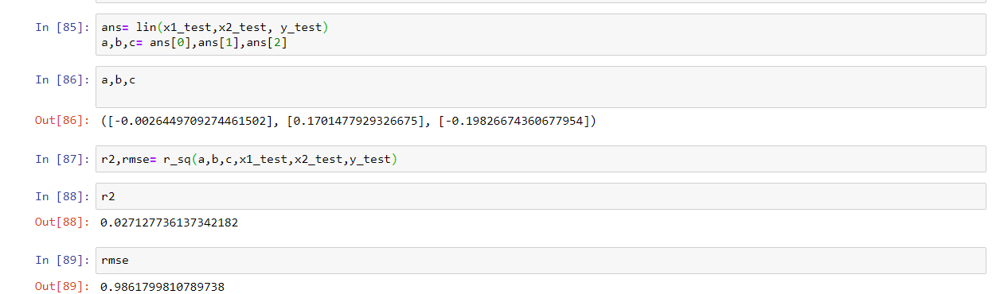 In [85]: ans= lin(x1_test,x2_test, y_test)
a,b,c= ans[0],ans[1],ans[2]
In [86]: a,b,c
Out[86]: ([-0.0026449709274461502], [0.1701477929326675], [-0.19826674360677954])
In [87]: r2,rmse= r_sq(a,b,c,x1_test,x2_test,y_test)
In [88]: r2
Out[88]: 0.027127736137342182
In [89]: rmse
Out[89]: 0.9861799810789738